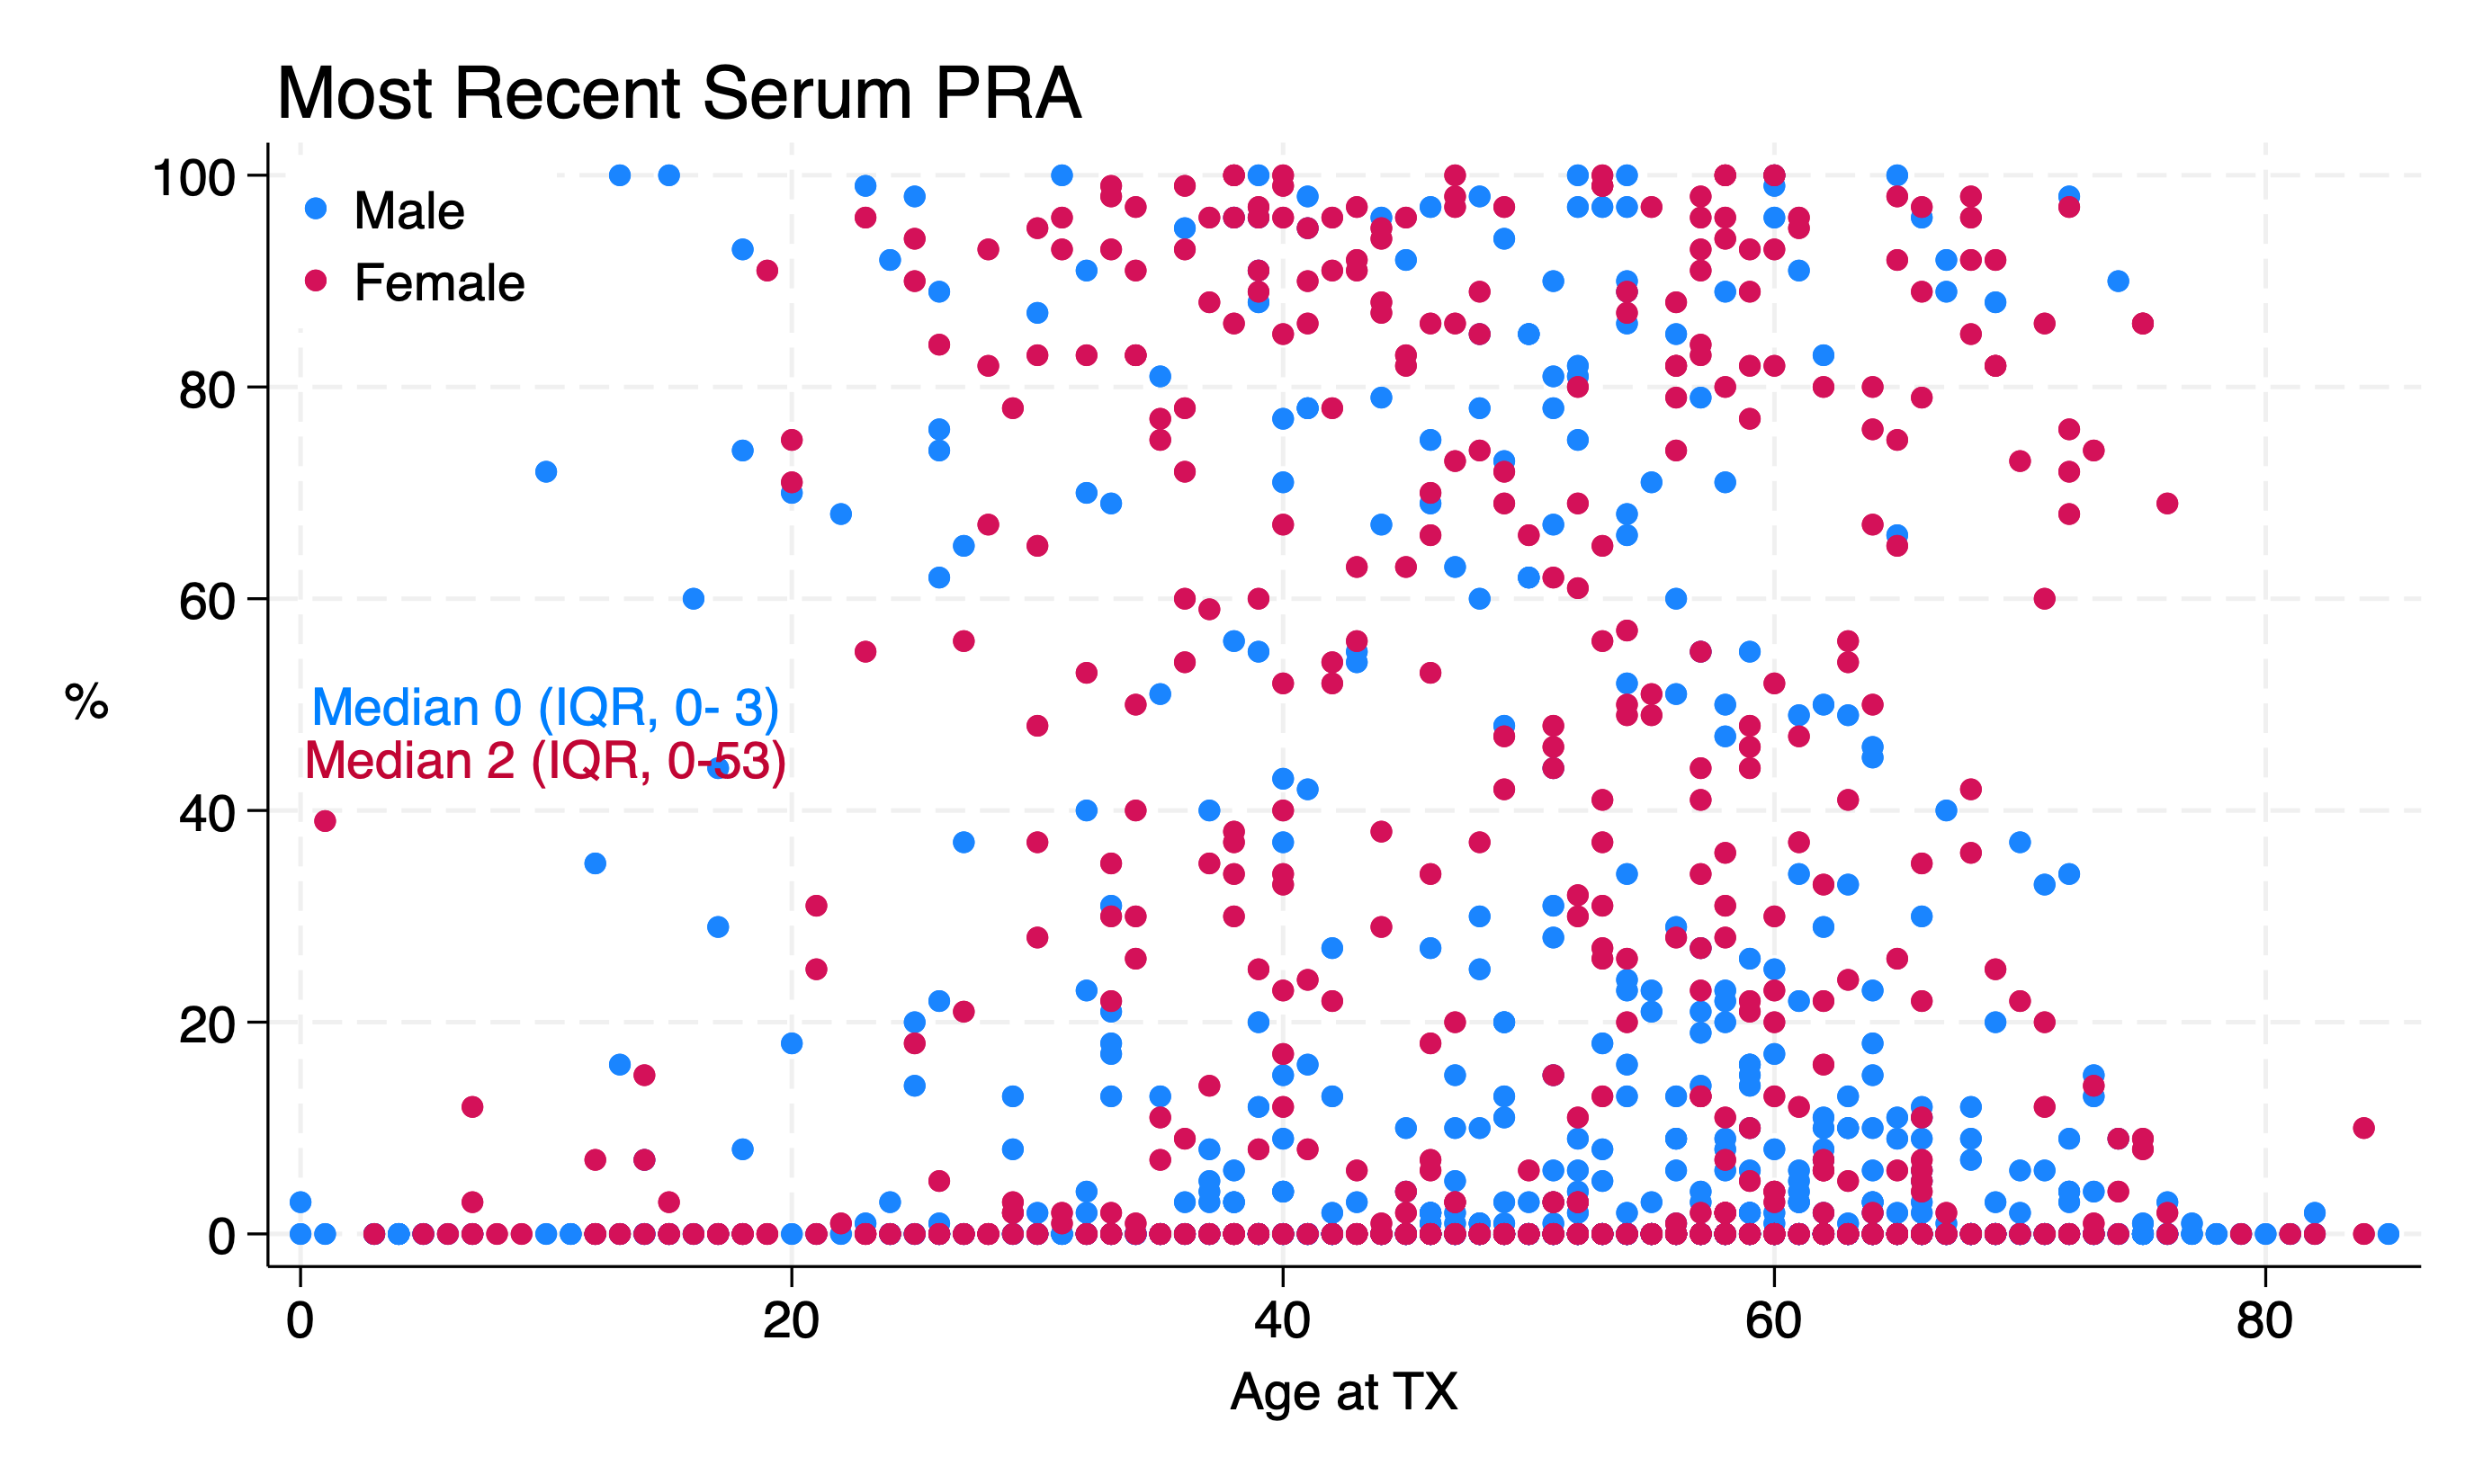 Most Recent Serum PRA
100
Male
Female
80
60
%
Median 0 (IQR, 0- 3)
Median 2 (IQR, 0-53)
40
20
0
0 20 40 60 80
Age at TX